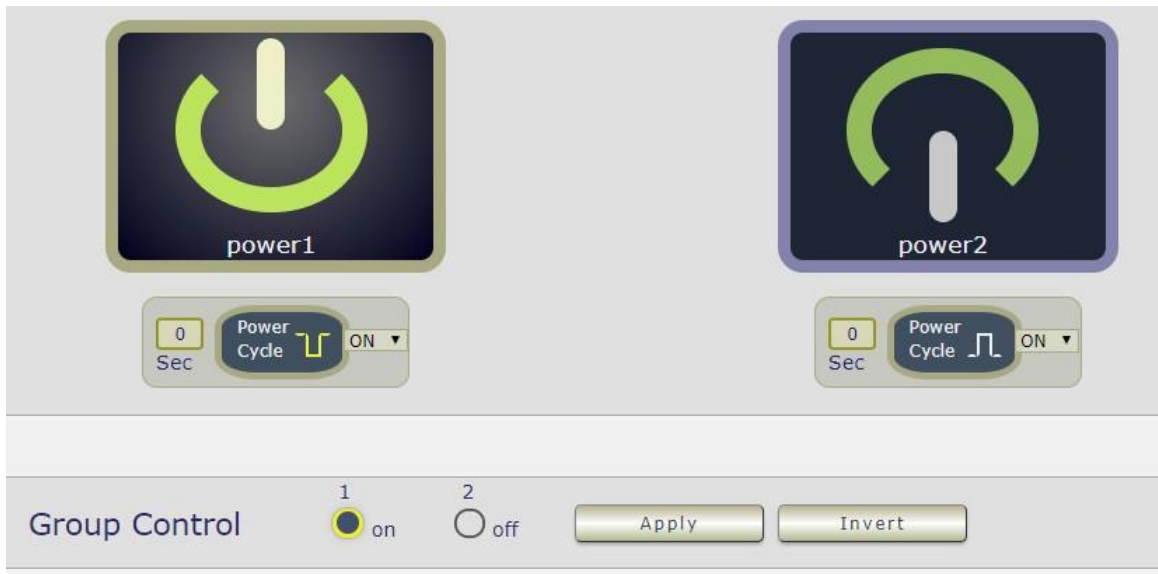 power1
power2
0
Sec
Power
Cycle
ON
0
Sec
Power
Cycle
ON
Group Control
1
on
2
off
Apply
Invert